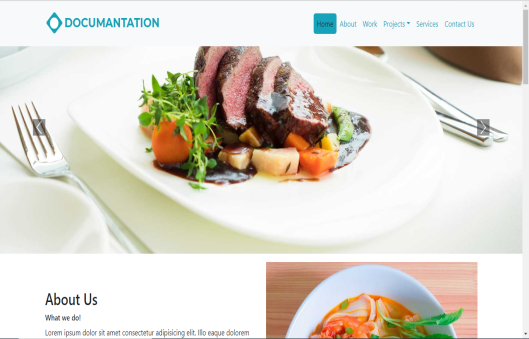 DOCUMANTATION
Home About Work Projects Services Contact Us
About Us
What we do!
Lorem ipsum dolor sit amet consectetur adipisicing elit. Illo eaque dolorem